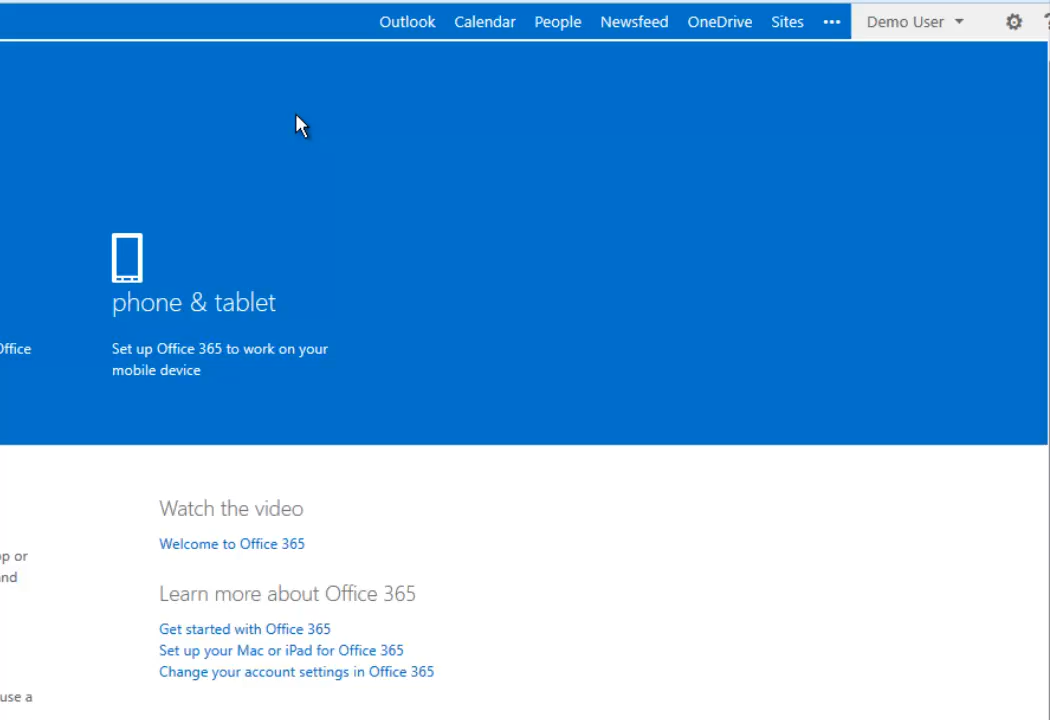 Outlook Calendar People Newsfeed OneDrive Sites ••• Demo User ?
phone & tablet
Office
Set up Office 365 to work on your
mobile device
Watch the video
Welcome to Office 365
or
Learn more about Office 365
Get started with Office 365
Set up your Mac or iPad for Office 365
Change your account settings in Office 365
use a